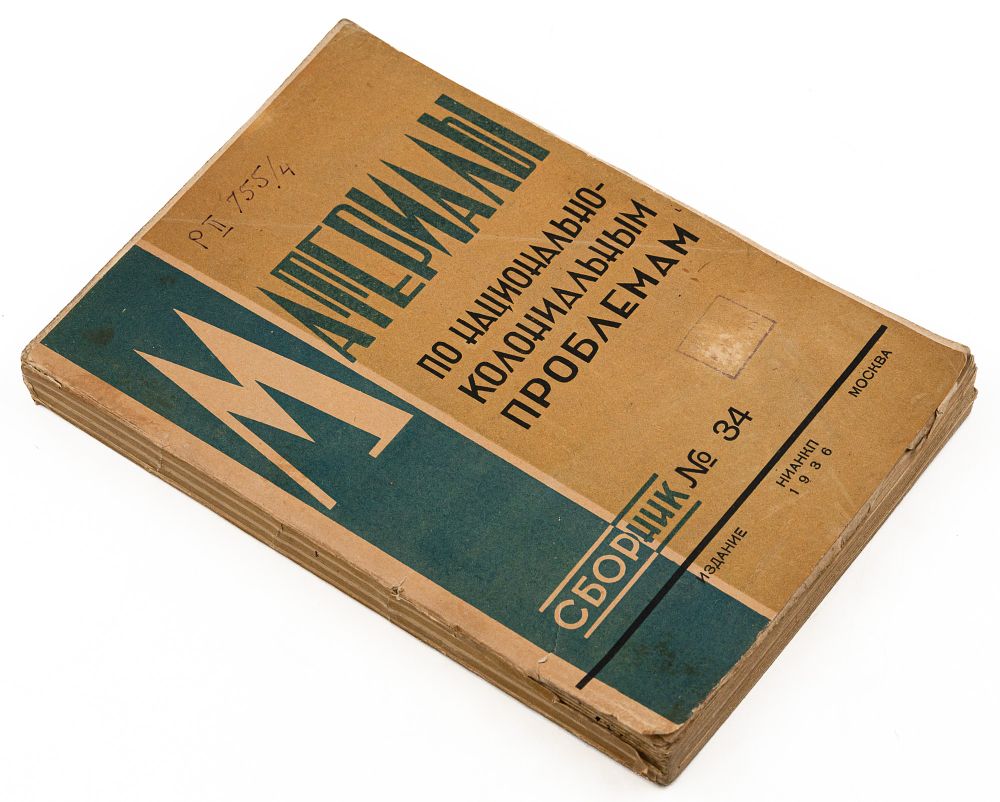 РII 755/4
МАТЕРИАЛЫ
ПО НАЦИОНАЛЬНО-
КОЛОНИАЛЬНЫМ
ПРОБЛЕМАМ
СБОРНИК № 34
ИЗДАНИЕ НИАНКП МОСКВА
1936